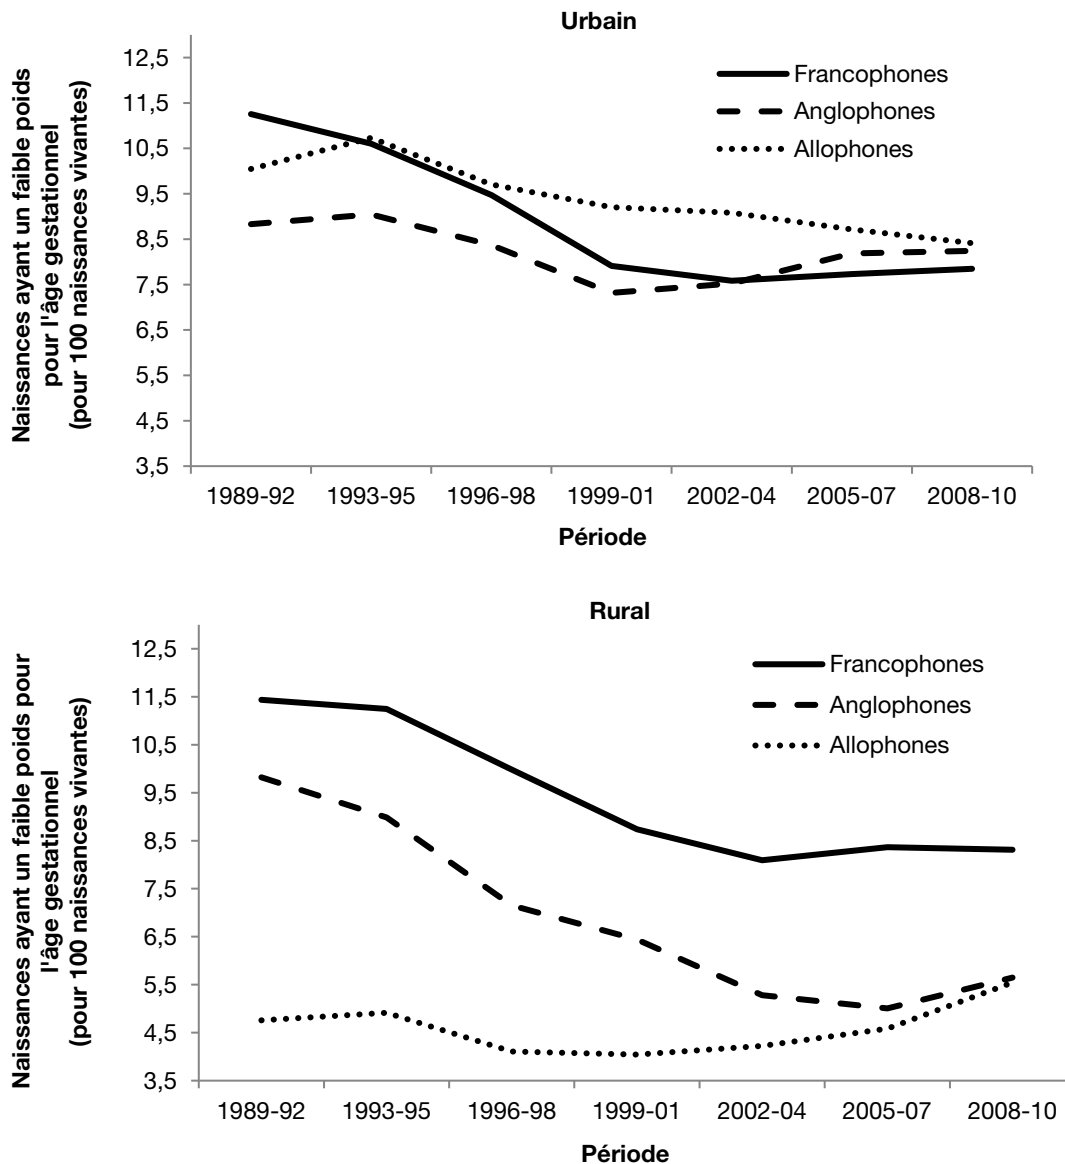 Urbain
Naissances ayant un faible poids
pour l'âge gestationnel
(pour 100 naissances vivantes)
12,5
11,5
10,5
9,5
8,5
7,5
6,5
5,5
4,5
3,5
Francophones
Anglophones
Allophones
1989-92 1993-95 1996-98 1999-01 2002-04 2005-07 2008-10
Période
Rural
Naissances ayant un faible poids pour
l'âge gestationnel
(pour 100 naissances vivantes)
12,5
11,5
10,5
9,5
8,5
7,5
6,5
5,5
4,5
3,5
Francophones
Anglophones
Allophones
1989-92 1993-95 1996-98 1999-01 2002-04 2005-07 2008-10
Période